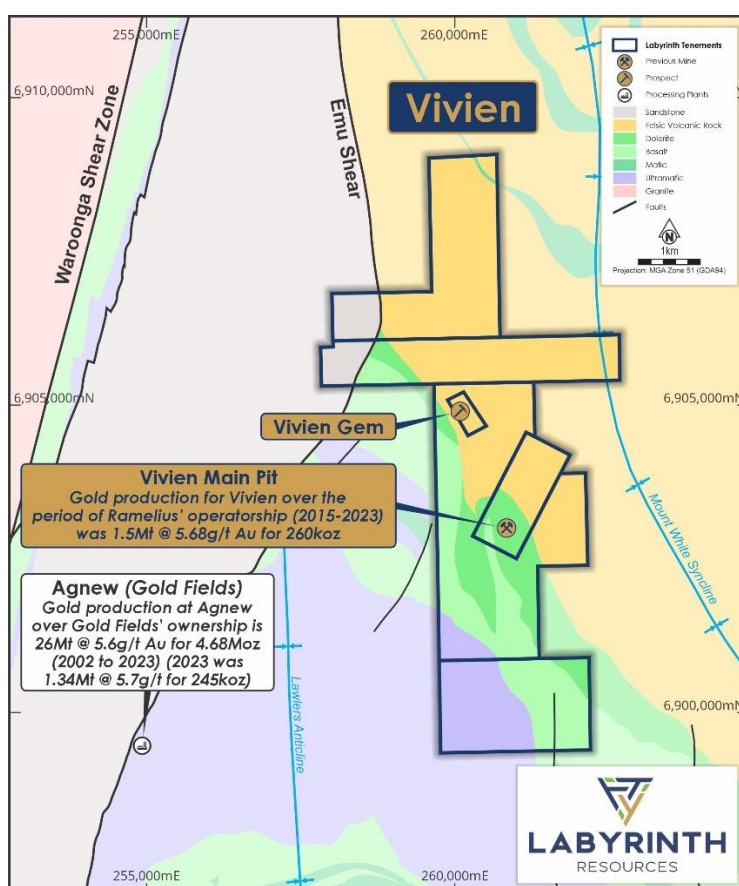 255,000mE
260,000mE
6,910,000mN
Waroonga Shear Zone
Emu Shear
Vivien
Labyrinth Tenements
Previous Mine
Prospect
Processing Plants
Sandstone
Felsic Volcanic Rock
Dolerite
Basalt
Mafic
Ultramafic
Granite
Faults
N
1km
Projection: MGA Zone 51 (GDA94)
6,905,000mN
6,905,000mN
Vivien Gem
Vivien Main Pit
Gold production for Vivien over the
period of Ramelius' operatorship (2015-2023)
was 1.5Mt @ 5.68g/t Au for 260koz
Mount White Syncline
Agnew (Gold Fields)
Gold production at Agnew
over Gold Fields' ownership is
26Mt @ 5.6g/t Au for 4.68Moz
(2002 to 2023) (2023 was
1.34Mt @ 5.7g/t for 245koz)
Lawlers Anticline
6,900,000mN
255,000mE
260,000mE
LABYRINTH
RESOURCES